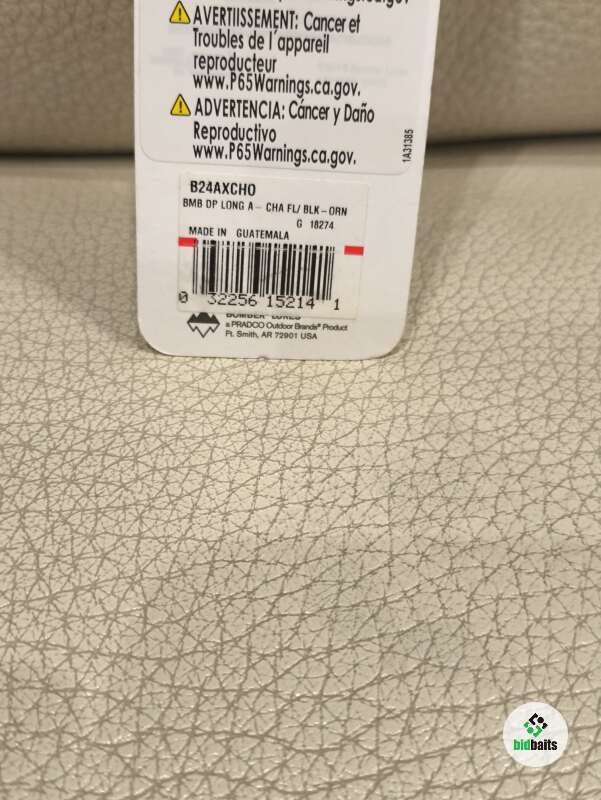 AVERTIISSEMENT: Cancer et
Troubles de l'appareil
reproducteur
www.P65Warnings.ca.gov.
ADVERTENCIA: Cáncer y Daño
Reproductivo
www.P65Warnings.ca.gov.
1A31385
B24AXCHO
BMB DP LONG A- CHA FL/ BLK-ORN
G 18274
MADE IN GUATEMALA
0 32256 15214 1
BOMBER LURES
a PRADCO Outdoor Brands® Product
Ft. Smith, AR 72901 USA
bidbaits